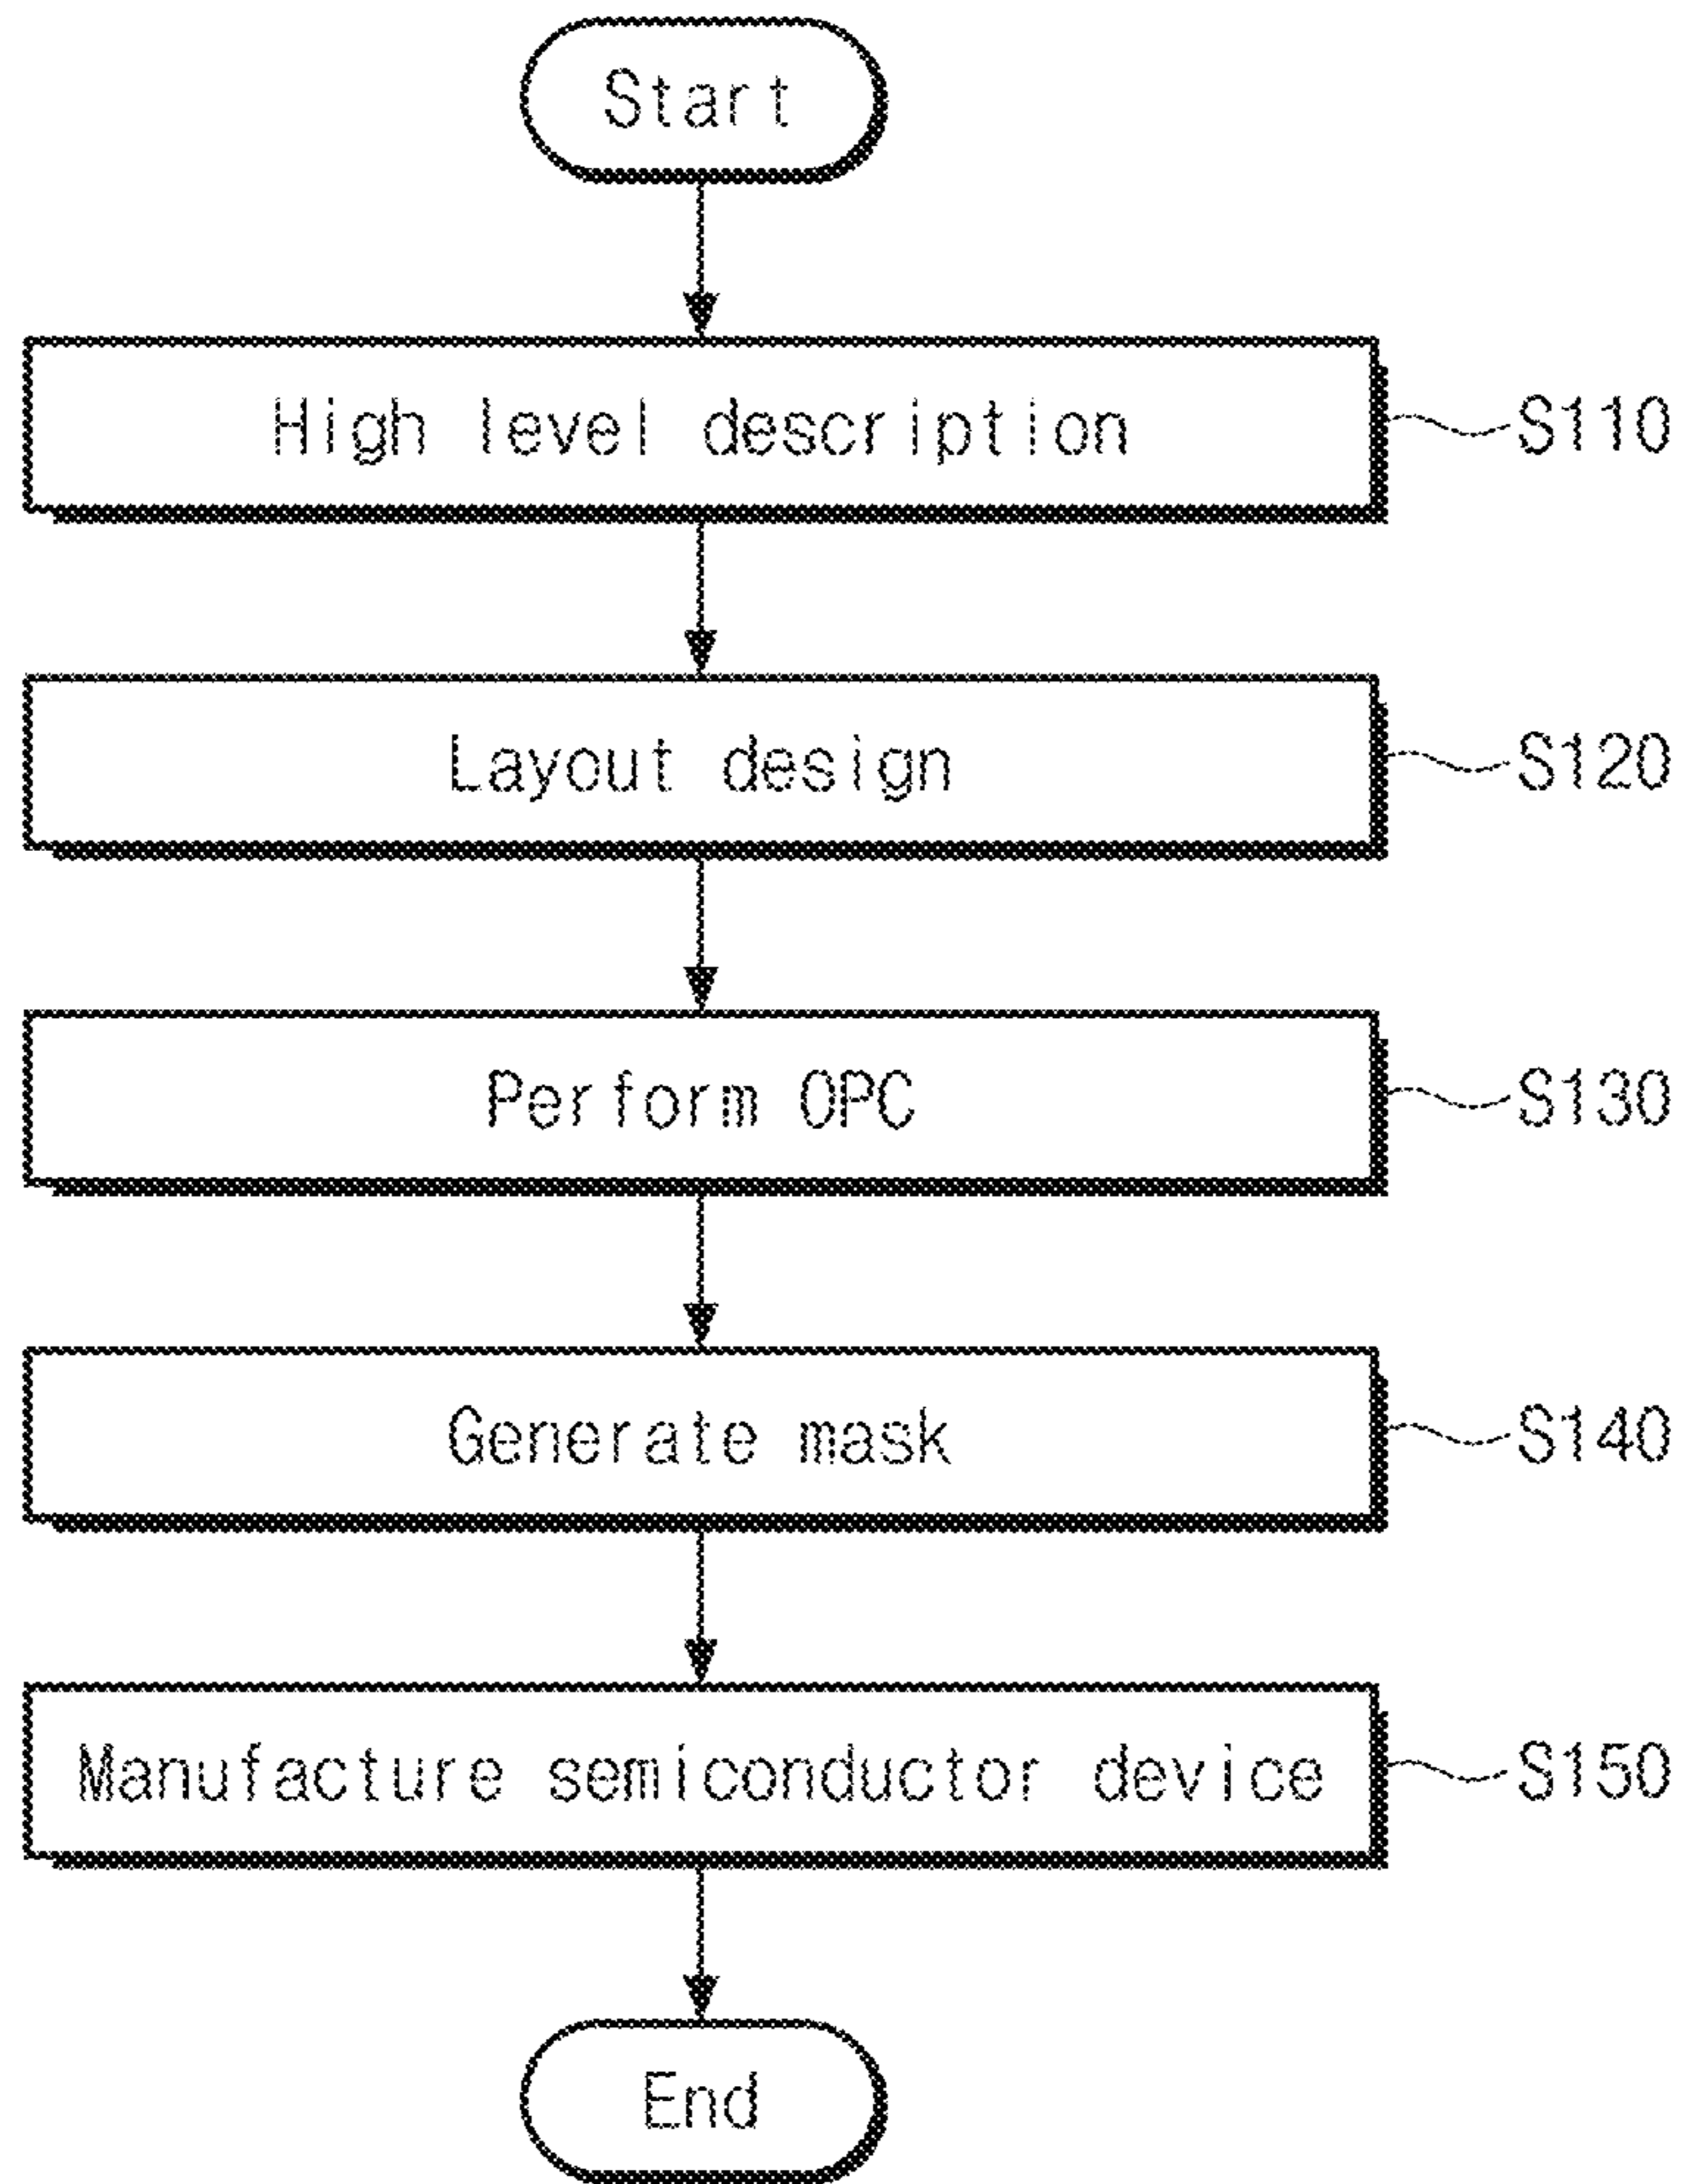 Start
High level description
S110
Layout design
S120
Perform OPC
S130
Generate mask
S140
Manufacture semiconductor device
S150
End